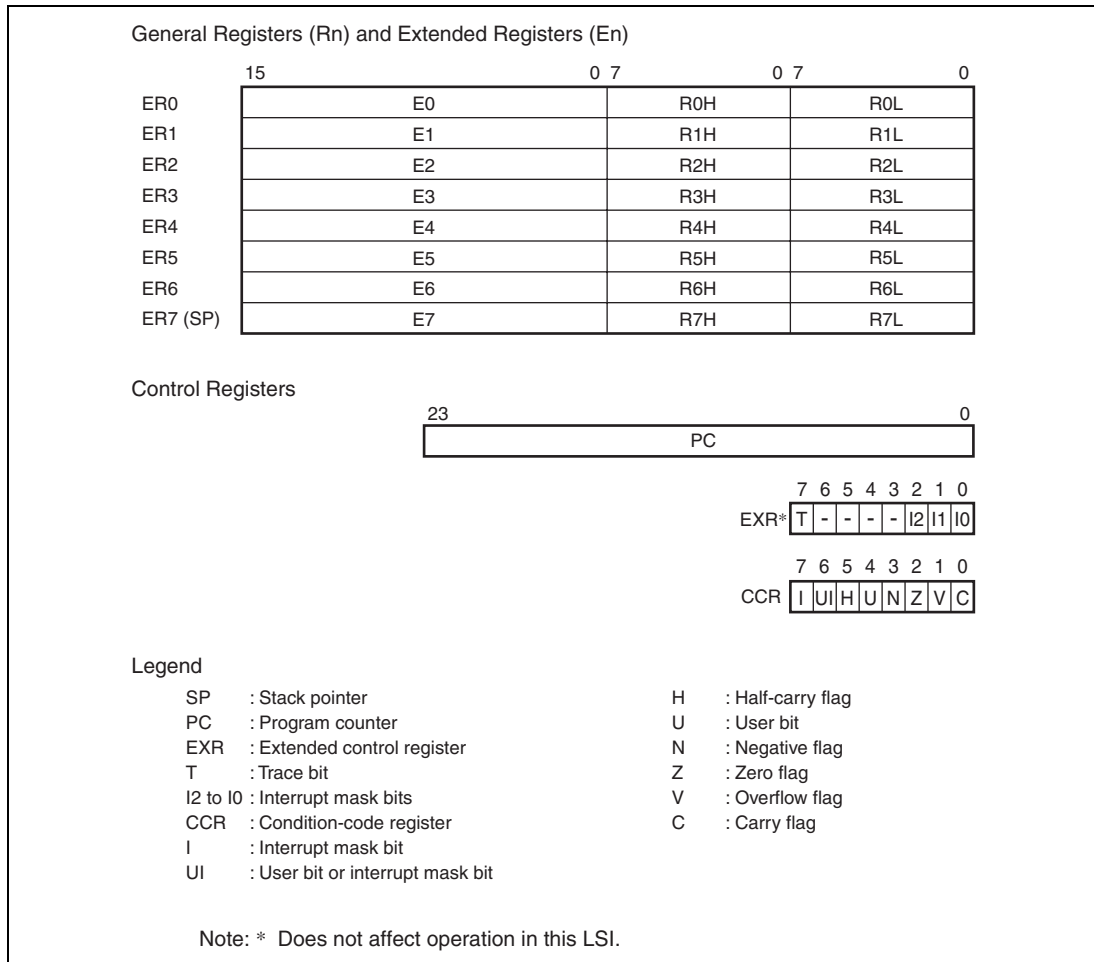 General Registers (Rn) and Extended Registers (En)
15 0 7 0 7 0
ER0 E0 R0H R0L
ER1 E1 R1H R1L
ER2 E2 R2H R2L
ER3 E3 R3H R3L
ER4 E4 R4H R4L
ER5 E5 R5H R5L
ER6 E6 R6H R6L
ER7 (SP) E7 R7H R7L
Control Registers
23 0
PC
7 6 5 4 3 2 1 0
EXR* T - - - - I2 I1 I0
7 6 5 4 3 2 1 0
CCR I UI H U N Z V C
Legend
SP : Stack pointer
PC : Program counter
EXR : Extended control register
T : Trace bit
I2 to I0 : Interrupt mask bits
CCR : Condition-code register
I : Interrupt mask bit
UI : User bit or interrupt mask bit
H : Half-carry flag
U : User bit
N : Negative flag
Z : Zero flag
V : Overflow flag
C : Carry flag
Note: * Does not affect operation in this LSI.